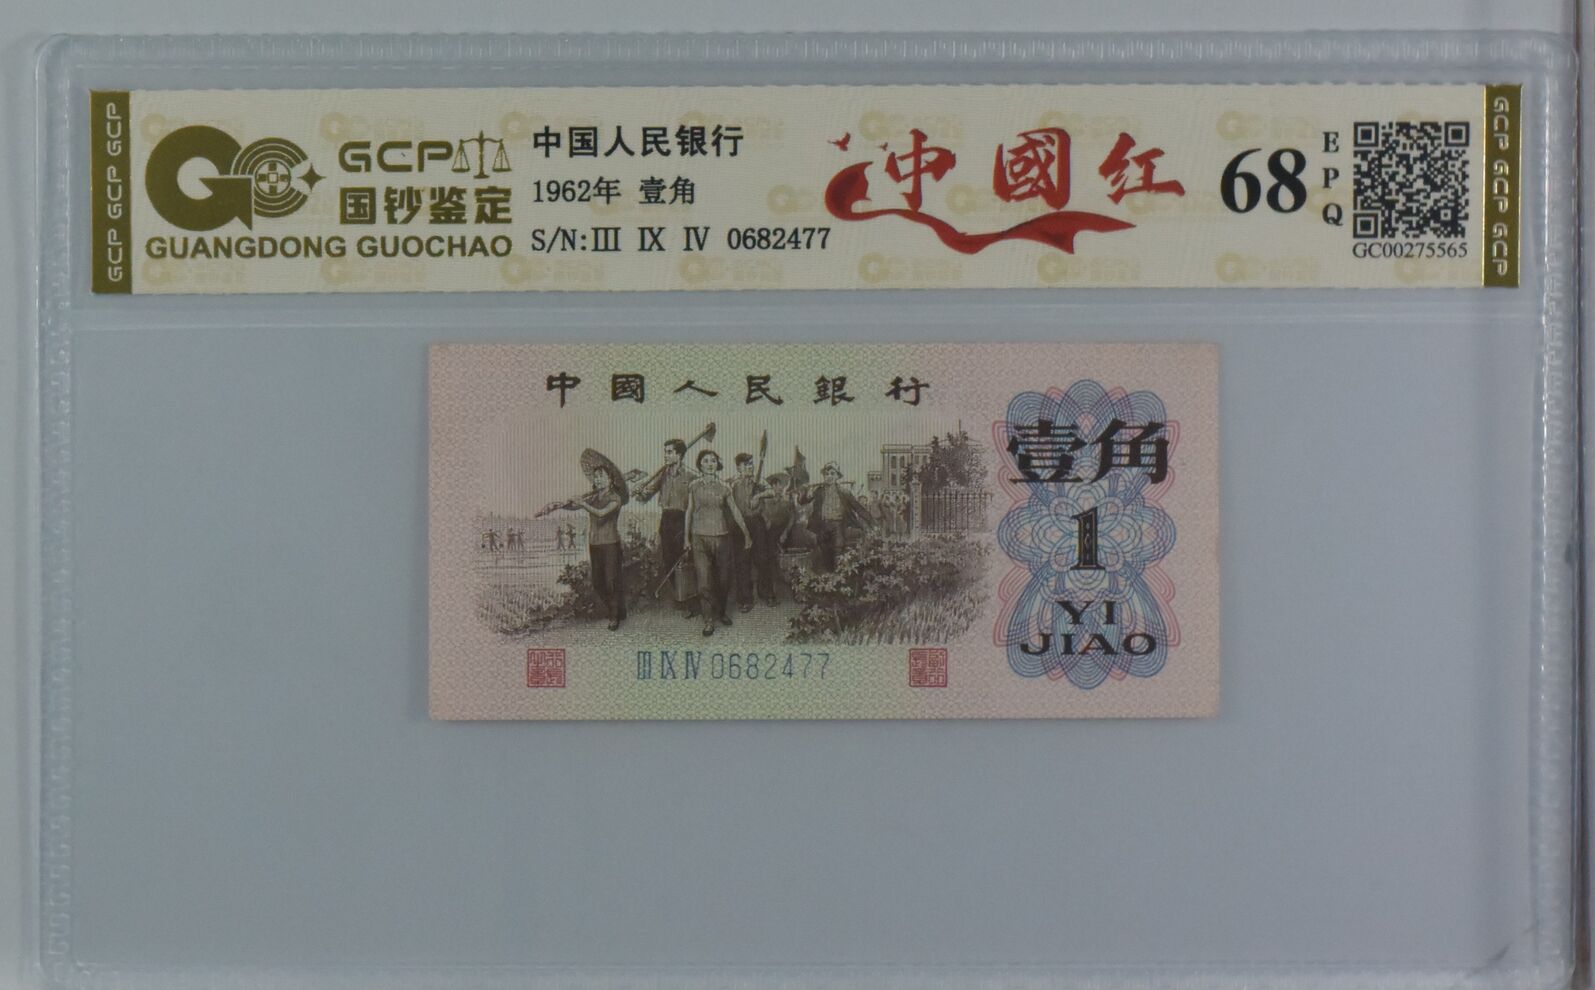 GCP GCP GCP
GCP
国钞鉴定
GUANGDONG GUOCHAO
中国人民银行
1962年 壹角
S/N:III IX IV 0682477
中國红
68
EPQ
GC00275565
GCP GCP GCP
中國人民銀行
壹角
1
YI
JIAO
III IX IV 0682477